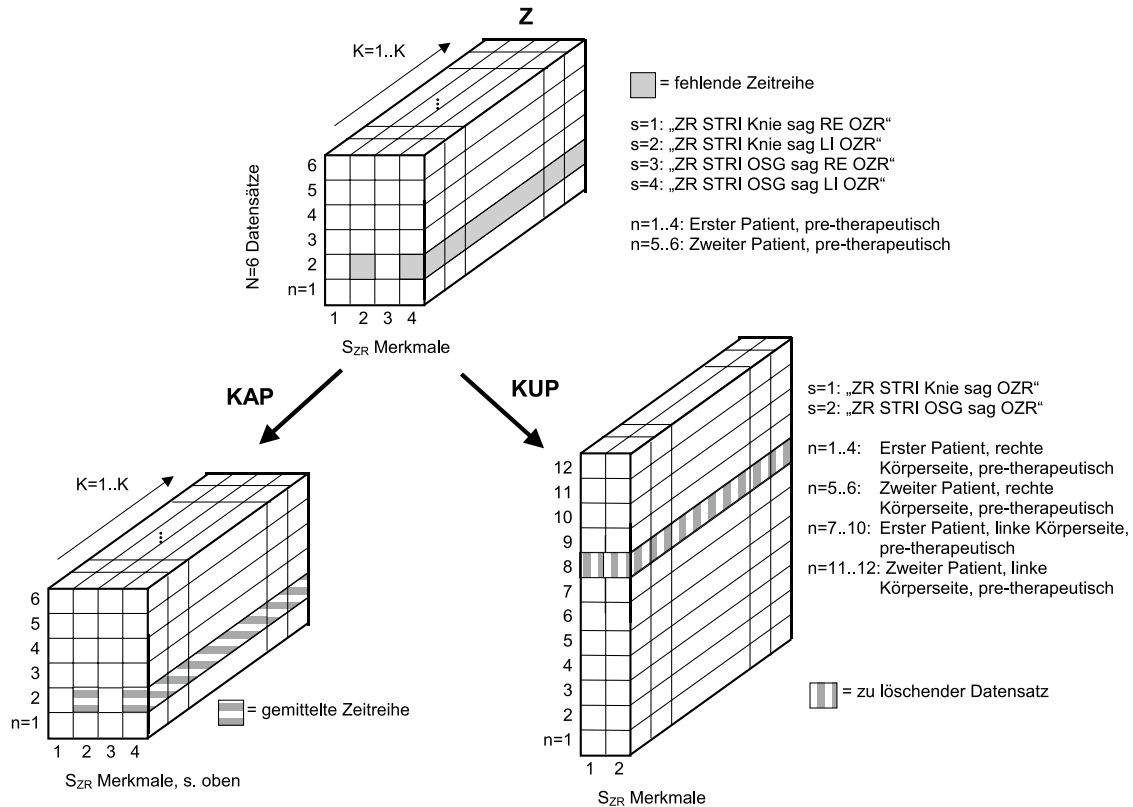 Z
K=1..K
...
= fehlende Zeitreihe
s=1: „ZR STRI Knie sag RE OZR“
s=2: „ZR STRI Knie sag LI OZR“
s=3: „ZR STRI OSG sag RE OZR“
s=4: „ZR STRI OSG sag LI OZR“
n=1..4: Erster Patient, pre-therapeutisch
n=5..6: Zweiter Patient, pre-therapeutisch
N=6 Datensätze
6
5
4
3
2
n=1
1 2 3 4
SZR Merkmale
KAP
KUP
K=1..K
...
6
5
4
3
2
n=1
1 2 3 4
SZR Merkmale, s. oben
= gemittelte Zeitreihe
12
11
10
9
8
7
6
5
4
3
2
n=1
1 2
SZR Merkmale
s=1: „ZR STRI Knie sag OZR“
s=2: „ZR STRI OSG sag OZR“
n=1..4: Erster Patient, rechte
Körperseite, pre-therapeutisch
n=5..6: Zweiter Patient, rechte
Körperseite, pre-therapeutisch
n=7..10: Erster Patient, linke Körperseite,
pre-therapeutisch
n=11..12: Zweiter Patient, linke
Körperseite, pre-therapeutisch
= zu löschender Datensatz